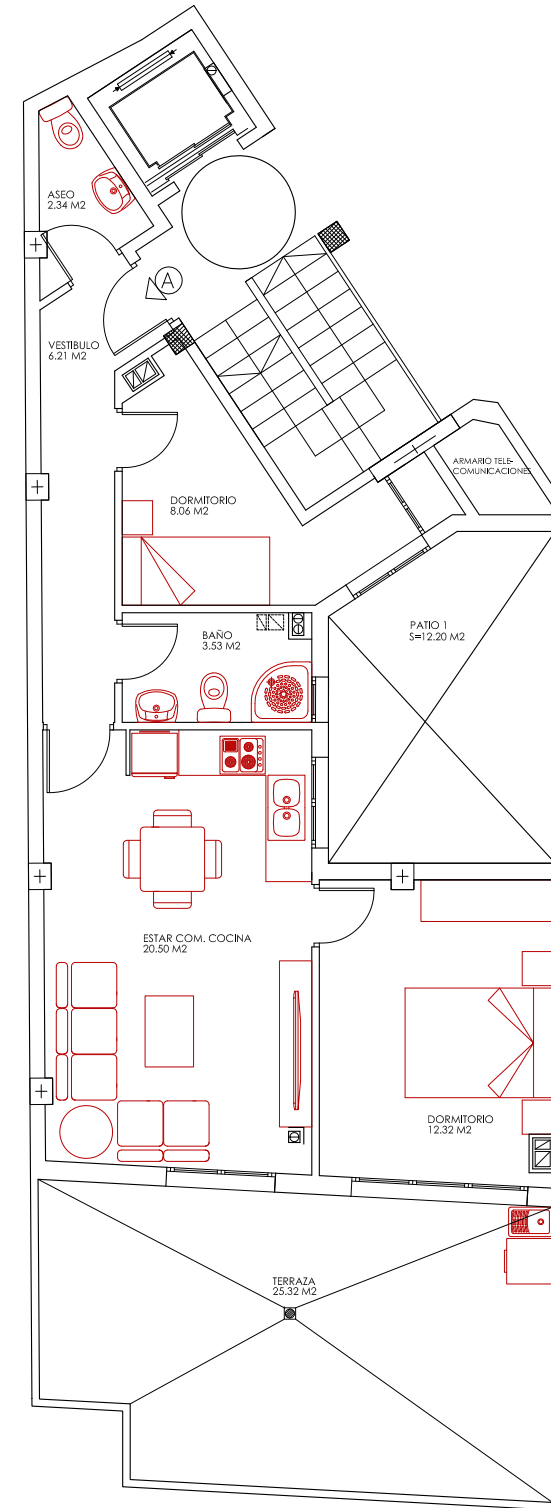 ASEO
2.34 M2
A
VESTIBULO
6.21 M2
ARMARIO TELE-
COMUNICACIONES
DORMITORIO
8.06 M2
BAÑO
3.53 M2
PATIO 1
S=12.20 M2
ESTAR COM. COCINA
20.50 M2
DORMITORIO
12.32 M2
TERRAZA
25.32 M2